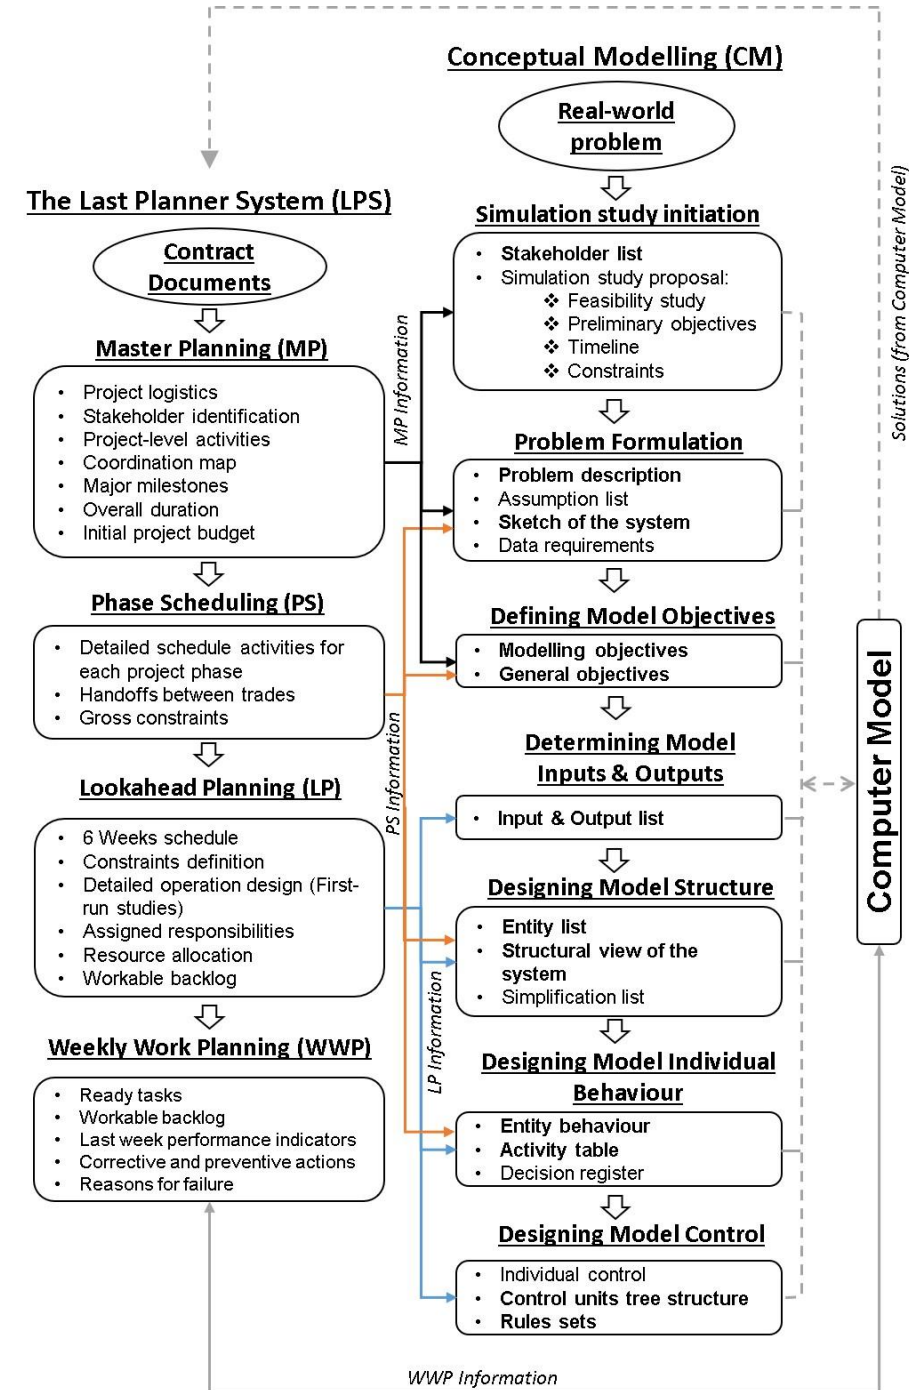 Conceptual Modelling (CM)
Real-world
problem
The Last Planner System (LPS)
Contract
Documents
Master Planning (MP)
• Project logistics
• Stakeholder identification
• Project-level activities
• Coordination map
• Major milestones
• Overall duration
• Initial project budget
Phase Scheduling (PS)
• Detailed schedule activities for
each project phase
• Handoffs between trades
• Gross constraints
Lookahead Planning (LP)
• 6 Weeks schedule
• Constraints definition
• Detailed operation design (First-
run studies)
• Assigned responsibilities
• Resource allocation
• Workable backlog
Weekly Work Planning (WWP)
• Ready tasks
• Workable backlog
• Last week performance indicators
• Corrective and preventive actions
• Reasons for failure
MP Information
PS Information
LP Information
Simulation study initiation
• Stakeholder list
• Simulation study proposal:
❖ Feasibility study
❖ Preliminary objectives
❖ Timeline
❖ Constraints
Problem Formulation
• Problem description
• Assumption list
• Sketch of the system
• Data requirements
Defining Model Objectives
• Modelling objectives
• General objectives
Determining Model
Inputs & Outputs
• Input & Output list
Designing Model Structure
• Entity list
• Structural view of the
system
• Simplification list
Designing Model Individual
Behaviour
• Entity behaviour
• Activity table
• Decision register
Designing Model Control
• Individual control
• Control units tree structure
• Rules sets
Solutions (from Computer Model)
Computer Model
WWP Information